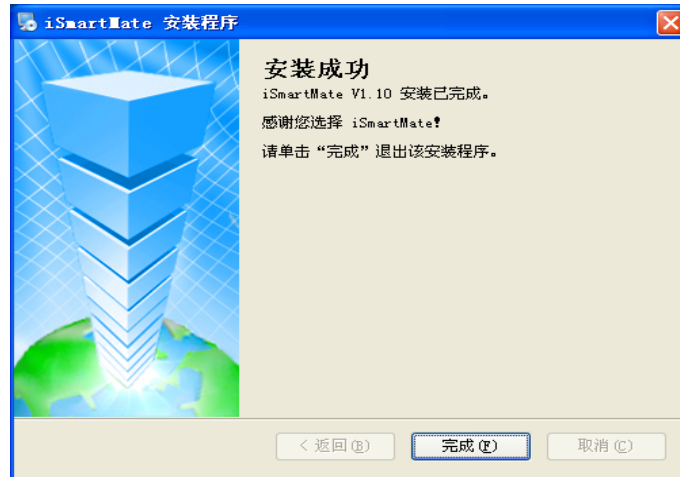 iSmartMate 安装程序
安装成功
iSmartMate V1.10 安装已完成。
感谢您选择 iSmartMate!
请单击“完成”退出该安装程序。
< 返回(B)
完成(F)
取消(C)